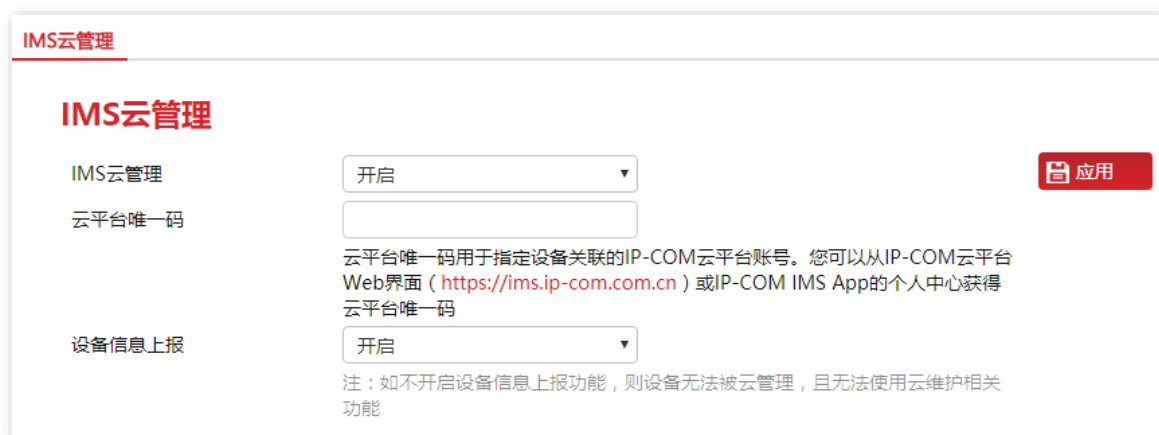 IMS云管理
IMS云管理
IMS云管理
开启
应用
云平台唯一码
云平台唯一码用于指定设备关联的IP-COM云平台账号。您可以从IP-COM云平台
Web界面（https://ims.ip-com.com.cn）或IP-COM IMS App的个人中心获得
云平台唯一码
设备信息上报
开启
注：如不开启设备信息上报功能，则设备无法被云管理，且无法使用云维护相关
功能